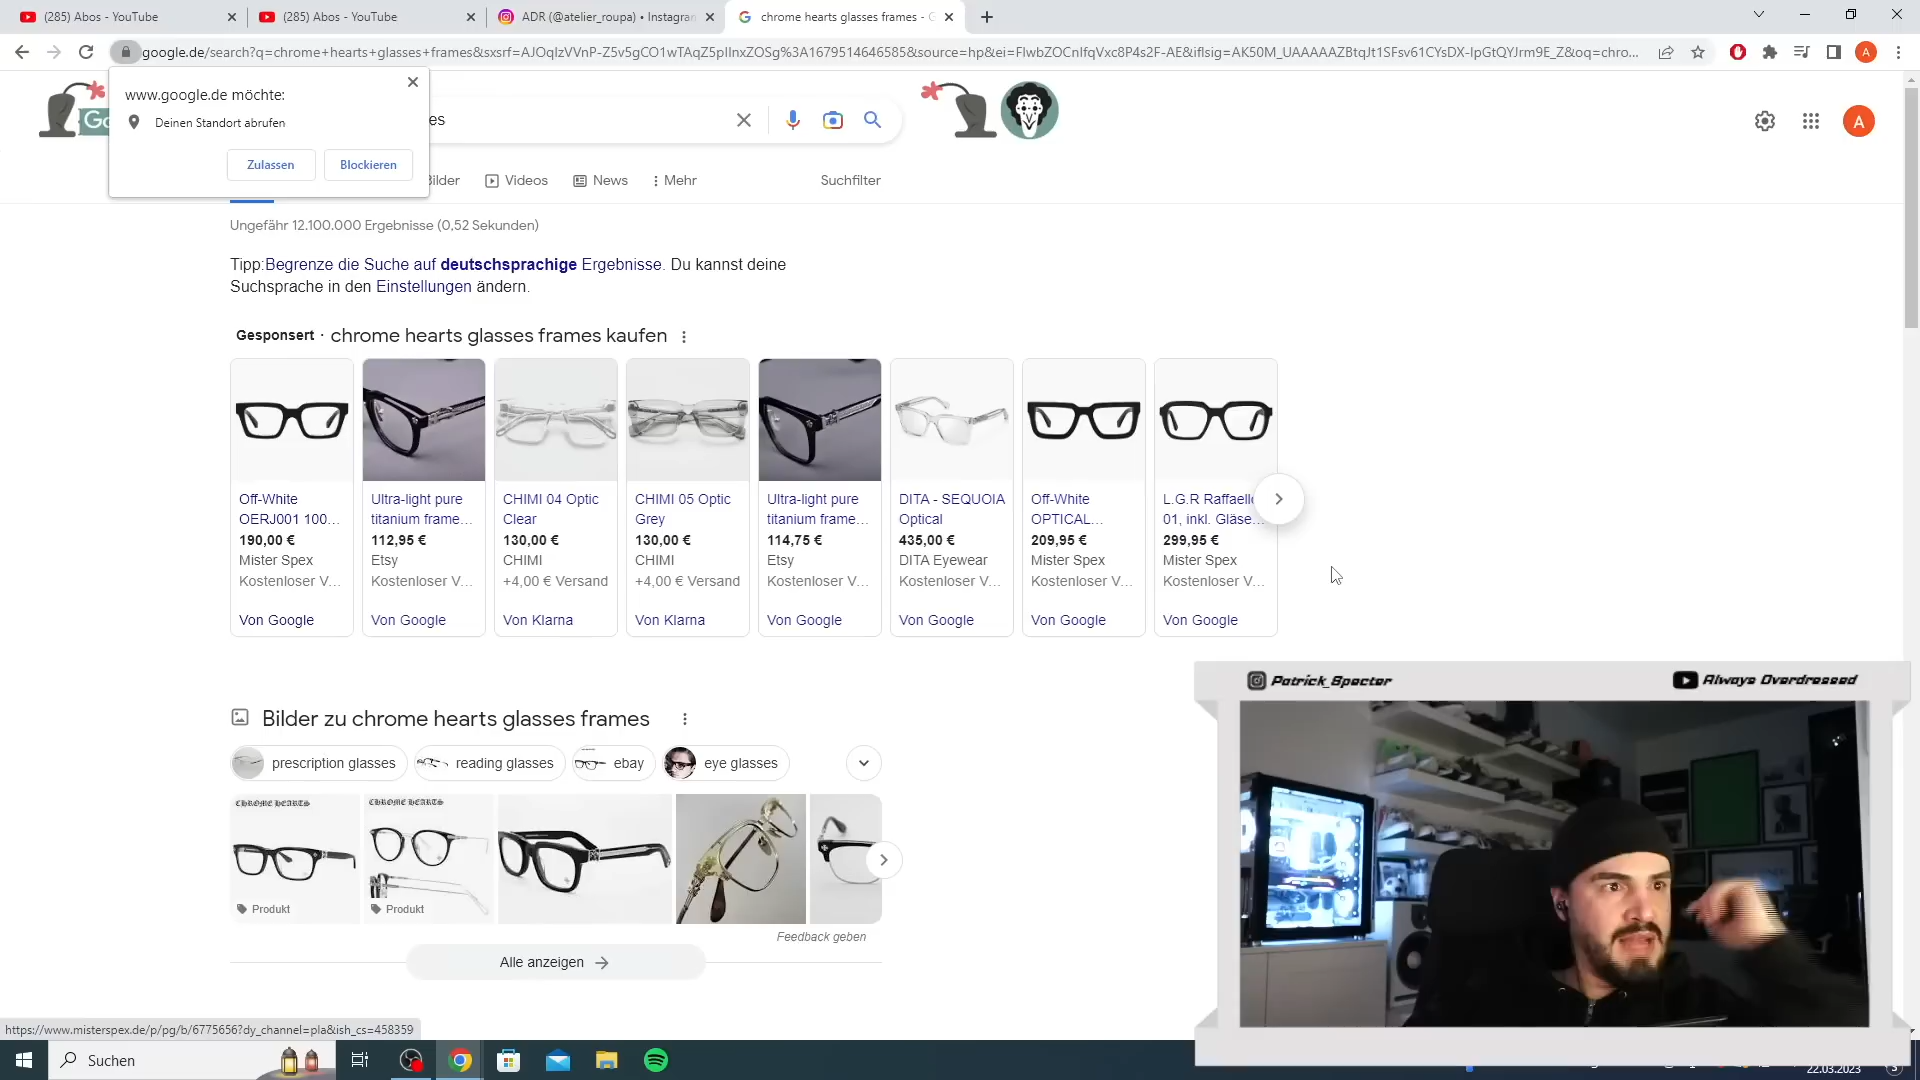 (285) Abos - YouTube
(285) Abos - YouTube
ADR (@atelier_roupa) • Instagram
chrome hearts glasses frames - G
google.de/search?q=chrome+hearts+glasses+frames&sxsrf=AJOqlzVVnP-Z5v5gCO1wTAqZ5pIlnxZOSg%3A1679514646585&source=hp&ei=FlwbZOCnIfqVxc8P4s2F-AE&iflsig=AK50M_UAAAAAZBtqJt1SFsv61CYsDX-IpGtQYJrm9E_Z&oq=chro...
A
www.google.de möchte:
Deinen Standort abrufen
Zulassen
Blockieren
Go
es
A
Bilder
Videos
News
Mehr
Suchfilter
Ungefähr 12.100.000 Ergebnisse (0,52 Sekunden)
Tipp:Begrenze die Suche auf deutschsprachige Ergebnisse. Du kannst deine
Suchsprache in den Einstellungen ändern.
Gesponsert · chrome hearts glasses frames kaufen
Off-White
OERJ001 100...
190,00 €
Mister Spex
Kostenloser V...
Von Google
Ultra-light pure
titanium frame...
112,95 €
Etsy
Kostenloser V...
Von Google
CHIMI 04 Optic
Clear
130,00 €
CHIMI
+4,00 € Versand
Von Klarna
CHIMI 05 Optic
Grey
130,00 €
CHIMI
+4,00 € Versand
Von Klarna
Ultra-light pure
titanium frame...
114,75 €
Etsy
Kostenloser V...
Von Google
DITA - SEQUOIA
Optical
435,00 €
DITA Eyewear
Kostenloser V...
Von Google
Off-White
OPTICAL...
209,95 €
Mister Spex
Kostenloser V...
Von Google
L.G.R Raffaello
01, inkl. Gläse...
299,95 €
Mister Spex
Kostenloser V...
Von Google
Bilder zu chrome hearts glasses frames
prescription glasses
reading glasses
ebay
eye glasses
CHROME HEARTS
CHROME HEARTS
Produkt
Produkt
Feedback geben
Alle anzeigen
Patrick_Specter
Always Overdressed
https://www.misterspex.de/p/pg/b/6775656?dy_channel=pla&ish_cs=458359
Suchen
22.03.2023